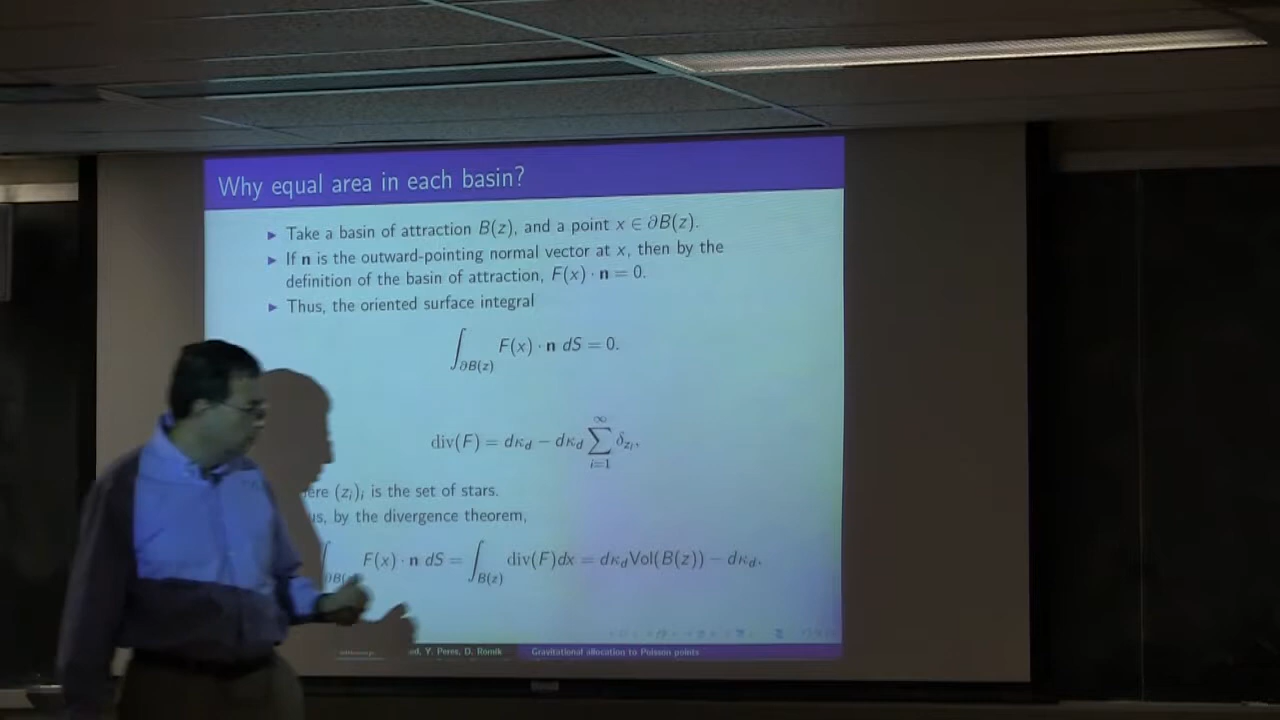 Why equal area in each basin?
Take a basin of attraction B(z), and a point x ∈ ∂B(z).
If n is the outward-pointing normal vector at x, then by the
definition of the basin of attraction, F(x) · n = 0.
Thus, the oriented surface integral
∫∂B(z) F(x) · n dS = 0.
div(F) = dκd − dκd ∑i=1∞ δzi,
(zi)i is the set of stars.
by the divergence theorem,
F(x) · n dS = ∫B(z) div(F)dx = dκdVol(B(z)) − dκd.
Y. Peres, D. Romik Gravitational allocation to Poisson points